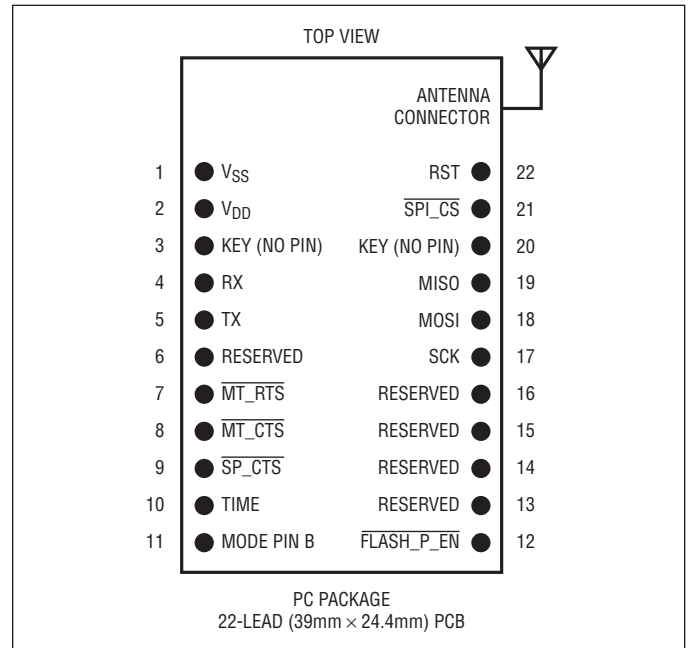 TOP VIEW
ANTENNA
CONNECTOR
1 VSS RST 22
2 VDD SPI_CS 21
3 KEY (NO PIN) KEY (NO PIN) 20
4 RX MISO 19
5 TX MOSI 18
6 RESERVED SCK 17
7 MT_RTS RESERVED 16
8 MT_CTS RESERVED 15
9 SP_CTS RESERVED 14
10 TIME RESERVED 13
11 MODE PIN B FLASH_P_EN 12
PC PACKAGE
22-LEAD (39mm × 24.4mm) PCB